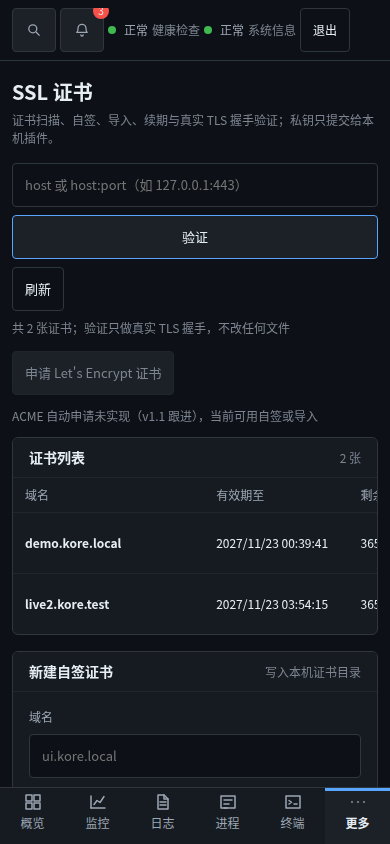 3
正常 健康检查 正常 系统信息 退出
SSL 证书
证书扫描、自签、导入、续期与真实 TLS 握手验证；私钥只提交给本
机插件。
host 或 host:port（如 127.0.0.1:443）
验证
刷新
共 2 张证书；验证只做真实 TLS 握手，不改任何文件
申请 Let's Encrypt 证书
ACME 自动申请未实现（v1.1 跟进），当前可用自签或导入
证书列表 2 张
域名 有效期至 剩
demo.kore.local 2027/11/23 00:39:41 365
live2.kore.test 2027/11/23 03:54:15 365
新建自签证书 写入本机证书目录
域名
ui.kore.local
概览 监控 日志 进程 终端 更多